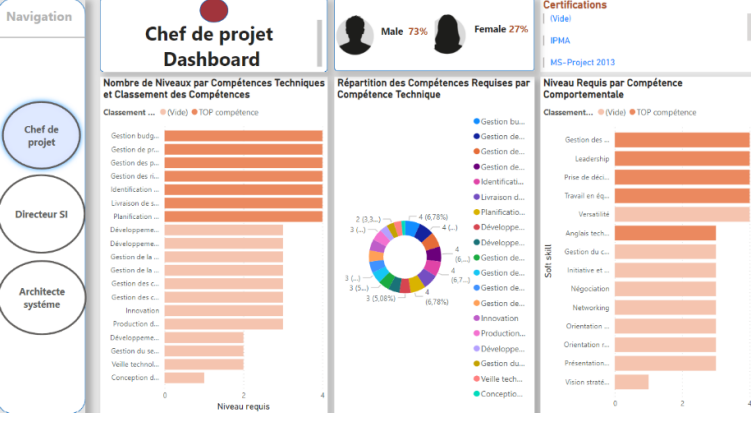 Navigation
Chef de
projet
Directeur SI
Architecte
systéme
Chef de projet
Dashboard
Male 73%
Female 27%
Certifications
(Vide)
IPMA
MS-Project 2013
Nombre de Niveaux par Compétences Techniques
et Classement des Compétences
Classement ... (Vide) TOP compétence
Gestion budg...
Gestion de pr...
Gestion des p...
Gestion des ri...
Identification ...
Livraison de s...
Planification ...
Développeme...
Développeme...
Gestion de la ...
Gestion de la ...
Gestion des c...
Gestion des c...
Innovation
Production d...
Développeme...
Gestion du se...
Veille technol...
Conception d...
0 2 4
Niveau requis
Répartition des Compétences Requises par
Compétence Technique
2 (3,3...)
3 (...)
4 (6,78%)
4 (...)
4
(6,...)
4
(6,7...)
4
(6,78%)
3 (5,08%)
3 (5...)
3 (...)
Gestion bu...
Gestion de...
Gestion de...
Gestion de...
Identificati...
Livraison d...
Planificatio...
Développe...
Développe...
Gestion de...
Gestion de...
Gestion de...
Gestion de...
Innovation
Production...
Développe...
Gestion du...
Veille tech...
Conceptio...
Niveau Requis par Compétence
Comportementale
Classement... (Vide) TOP compétence
Soft skill
Gestion des ...
Leadership
Prise de déci...
Travail en éq...
Versatilité
Anglais tech...
Gestion du c...
Initiative et ...
Négociation
Networking
Orientation ...
Orientation r...
Présentation...
Vision straté...
0 2 4